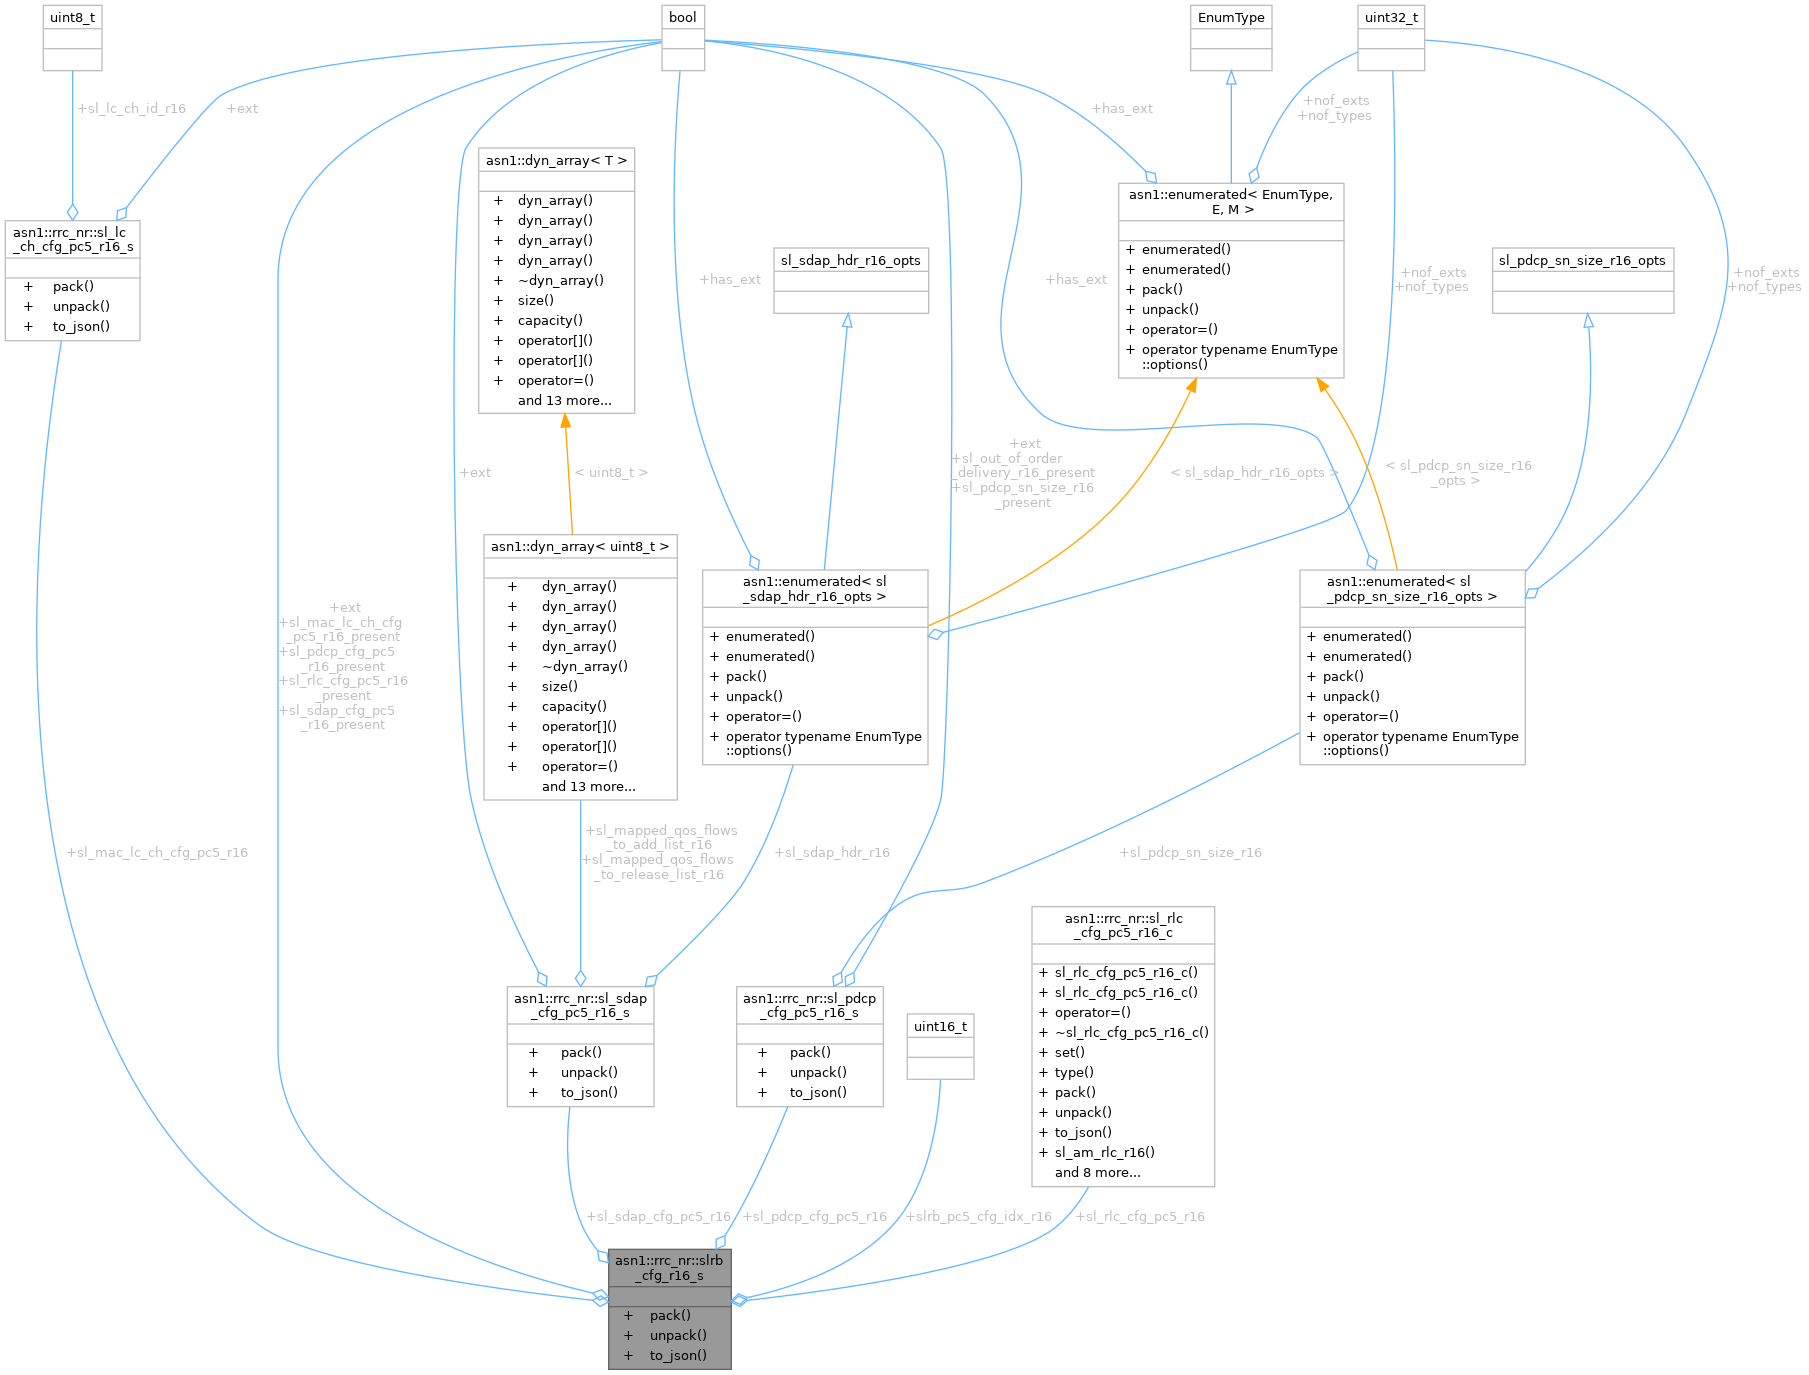 uint8_t
bool
EnumType
uint32_t
+sl_lc_ch_id_r16
+ext
+has_ext
+nof_exts
+nof_types
asn1::dyn_array< T >
+ dyn_array()
+ dyn_array()
+ dyn_array()
+ dyn_array()
+ ~dyn_array()
+ size()
+ capacity()
+ operator[]()
+ operator[]()
+ operator=()
and 13 more...
asn1::enumerated< EnumType,
E, M >
+ enumerated()
+ enumerated()
+ pack()
+ unpack()
+ operator=()
+ operator typename EnumType
::options()
asn1::rrc_nr::sl_lc
_ch_cfg_pc5_r16_s
+ pack()
+ unpack()
+ to_json()
sl_sdap_hdr_r16_opts
sl_pdcp_sn_size_r16_opts
+has_ext
+has_ext
+nof_exts
+nof_types
+nof_exts
+nof_types
+ext
< uint8_t >
+ext
+sl_out_of_order
_delivery_r16_present
+sl_pdcp_sn_size_r16
_present
< sl_sdap_hdr_r16_opts >
< sl_pdcp_sn_size_r16
_opts >
asn1::dyn_array< uint8_t >
+ dyn_array()
+ dyn_array()
+ dyn_array()
+ dyn_array()
+ ~dyn_array()
+ size()
+ capacity()
+ operator[]()
+ operator[]()
+ operator=()
and 13 more...
asn1::enumerated< sl
_sdap_hdr_r16_opts >
+ enumerated()
+ enumerated()
+ pack()
+ unpack()
+ operator=()
+ operator typename EnumType
::options()
asn1::enumerated< sl
_pdcp_sn_size_r16_opts >
+ enumerated()
+ enumerated()
+ pack()
+ unpack()
+ operator=()
+ operator typename EnumType
::options()
+ext
+sl_mac_lc_ch_cfg
_pc5_r16_present
+sl_pdcp_cfg_pc5
_r16_present
+sl_rlc_cfg_pc5_r16
_present
+sl_sdap_cfg_pc5
_r16_present
+sl_mac_lc_ch_cfg_pc5_r16
+sl_mapped_qos_flows
_to_add_list_r16
+sl_mapped_qos_flows
_to_release_list_r16
+sl_sdap_hdr_r16
+sl_pdcp_sn_size_r16
asn1::rrc_nr::sl_rlc
_cfg_pc5_r16_c
+ sl_rlc_cfg_pc5_r16_c()
+ sl_rlc_cfg_pc5_r16_c()
+ operator=()
+ ~sl_rlc_cfg_pc5_r16_c()
+ set()
+ type()
+ pack()
+ unpack()
+ to_json()
+ sl_am_rlc_r16()
and 8 more...
asn1::rrc_nr::sl_sdap
_cfg_pc5_r16_s
+ pack()
+ unpack()
+ to_json()
asn1::rrc_nr::sl_pdcp
_cfg_pc5_r16_s
+ pack()
+ unpack()
+ to_json()
uint16_t
+sl_sdap_cfg_pc5_r16
+sl_pdcp_cfg_pc5_r16
+slrb_pc5_cfg_idx_r16
+sl_rlc_cfg_pc5_r16
asn1::rrc_nr::slrb
_cfg_r16_s
+ pack()
+ unpack()
+ to_json()